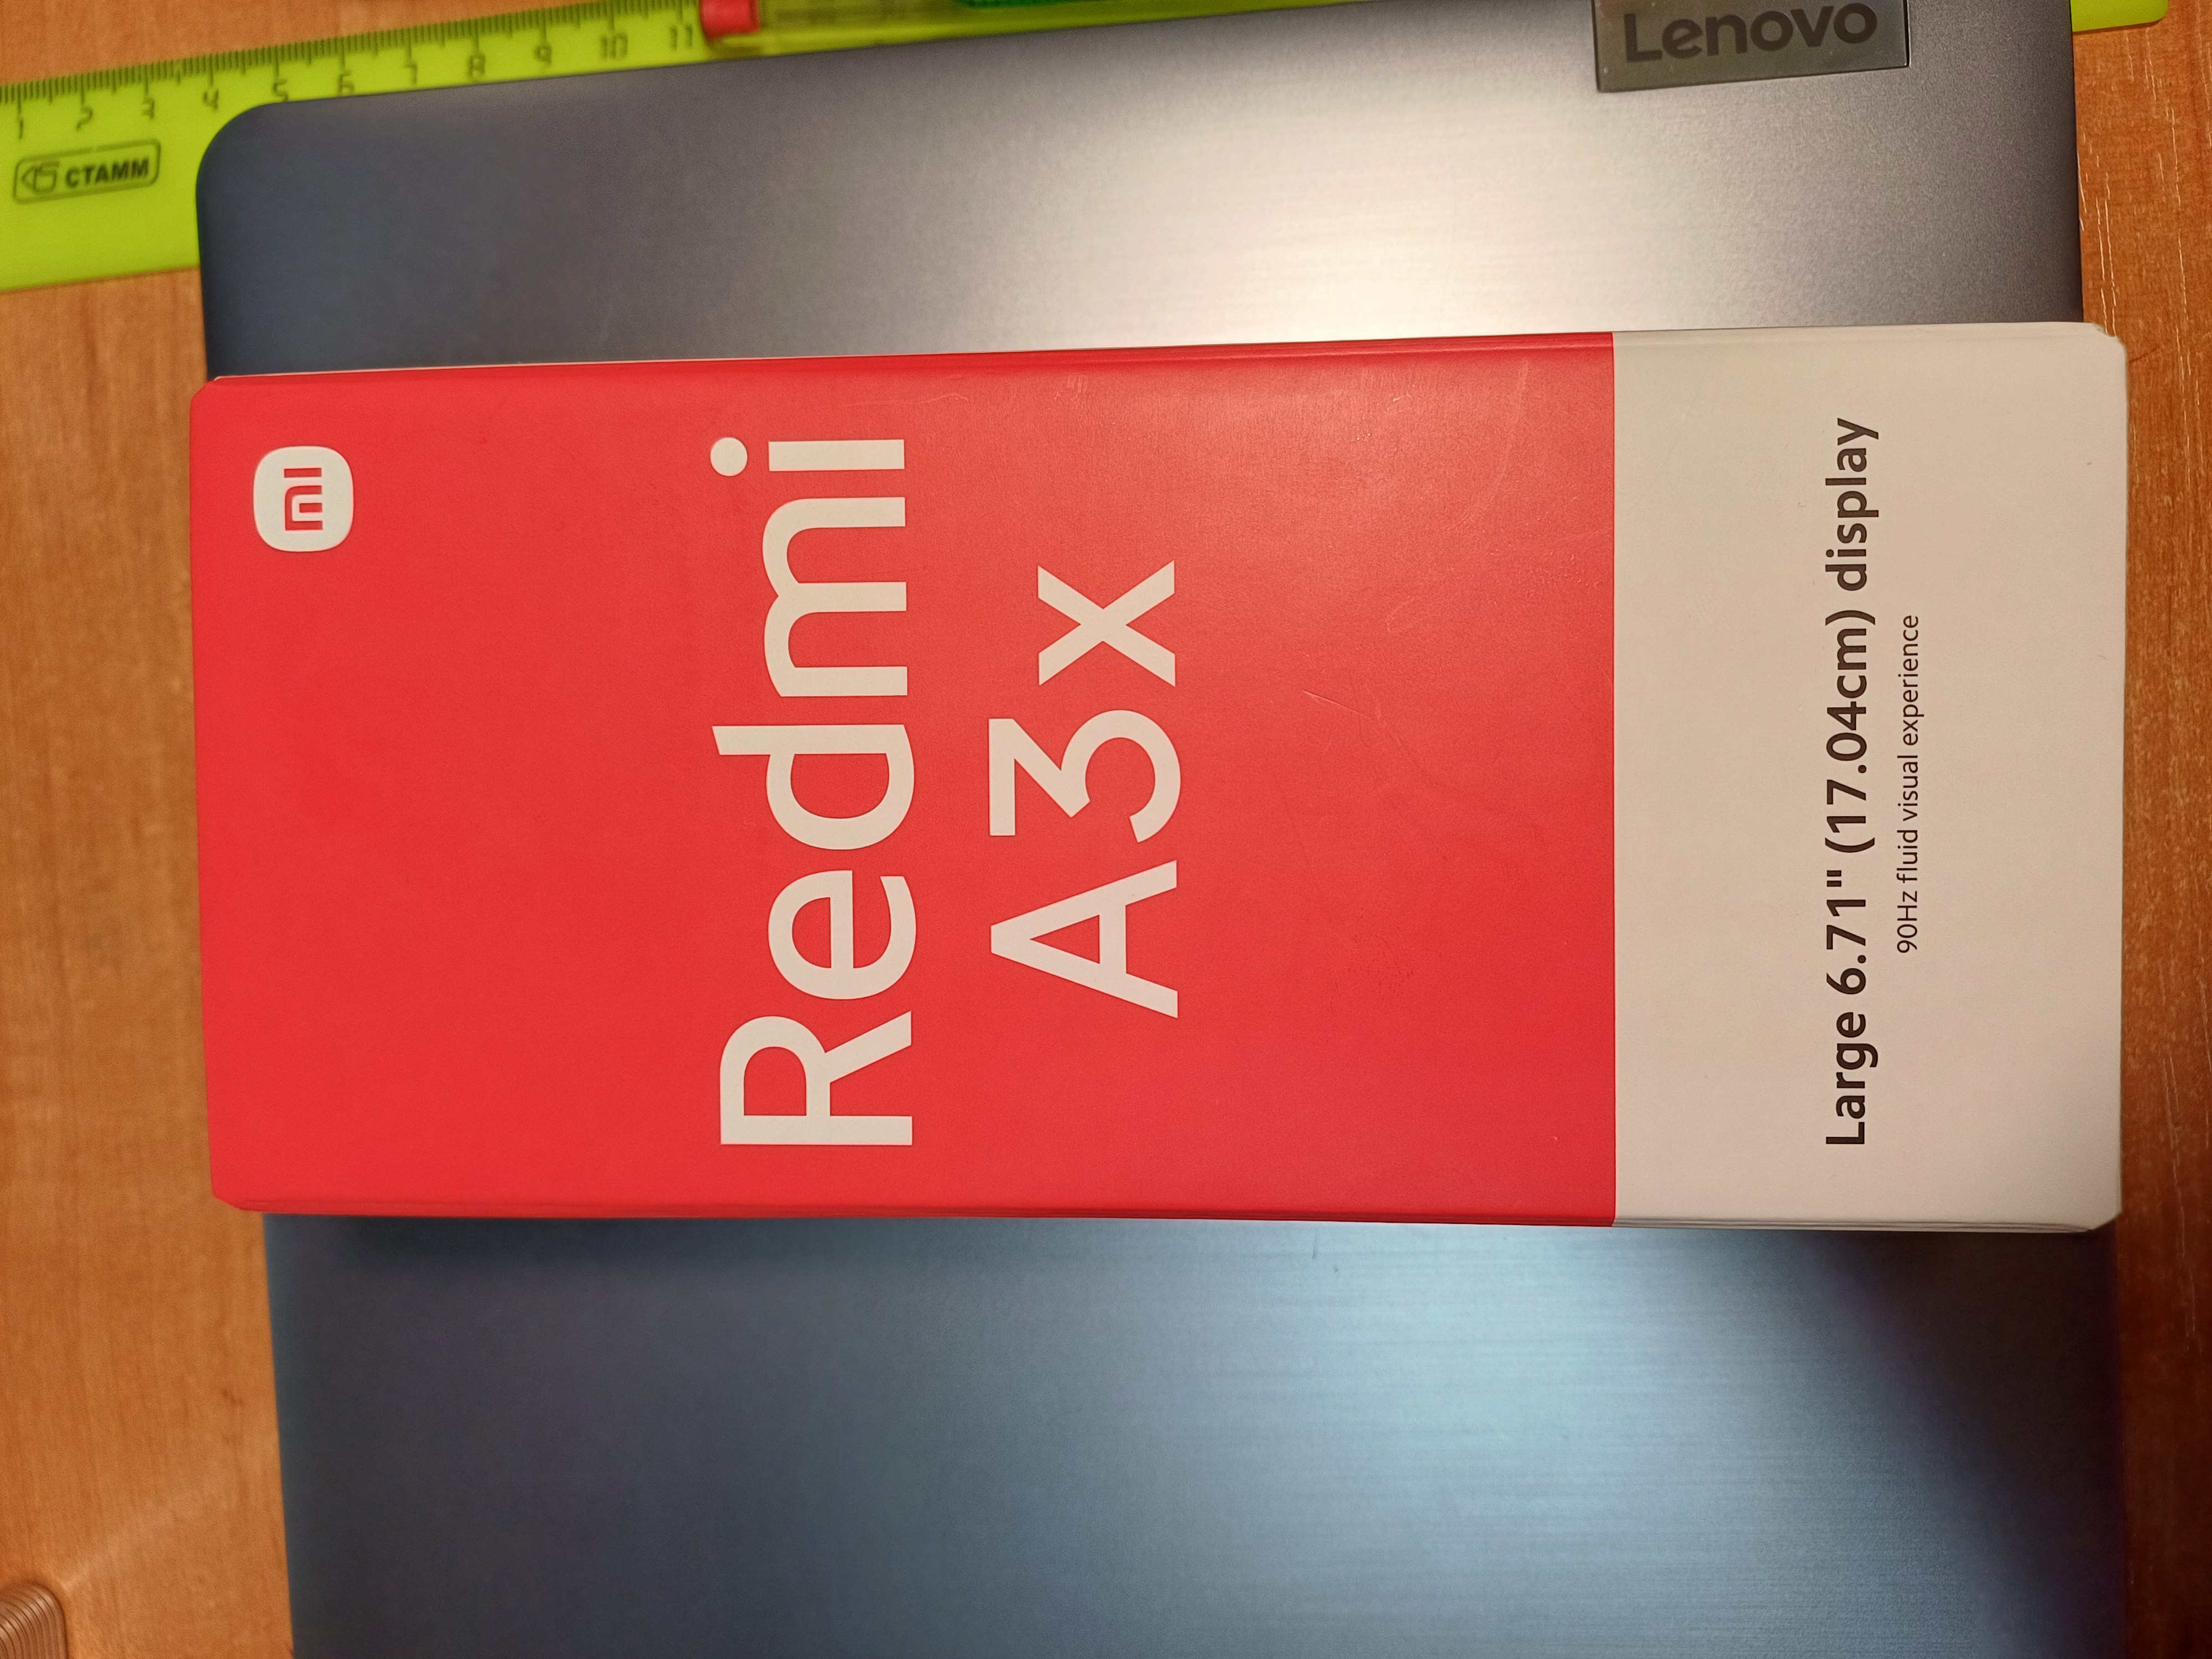 Lenovo
1 2 3 4 5 6 7 8 9 10 11
СТАММ
mi
Redmi
A3x
Large 6.71" (17.04cm) display
90Hz fluid visual experience